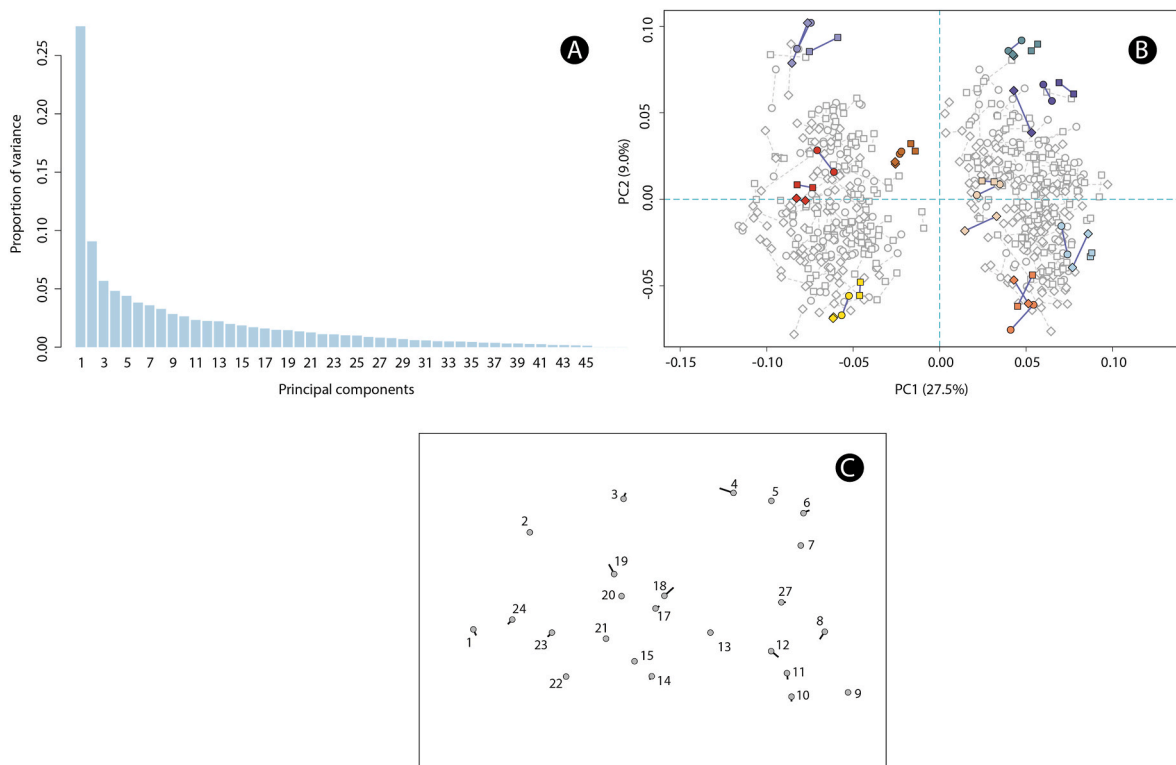 A
Proportion of variance
0.25
0.20
0.15
0.10
0.05
0.00
1 3 5 7 9 11 13 15 17 19 21 23 25 27 29 31 33 35 37 39 41 43 45
Principal components
B
PC2 (9.0%)
0.10
0.05
0.00
-0.05
-0.15 -0.10 -0.05 0.00 0.05 0.10
PC1 (27.5%)
C
4
3 5
6
2
7
19
18 27
20
24 17 8
1 23 21 13 12
15 11
22 14 9
10